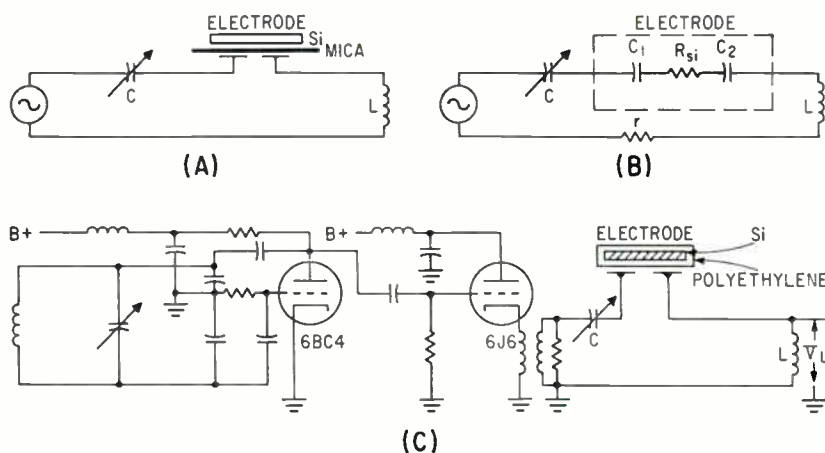 ELECTRODE
Si
MICA
C
L
(A)
ELECTRODE
C1 Rsi C2
C
L
r
(B)
B+
B+
6BC4
6J6
ELECTRODE
Si
POLYETHYLENE
C
L
VL
(C)